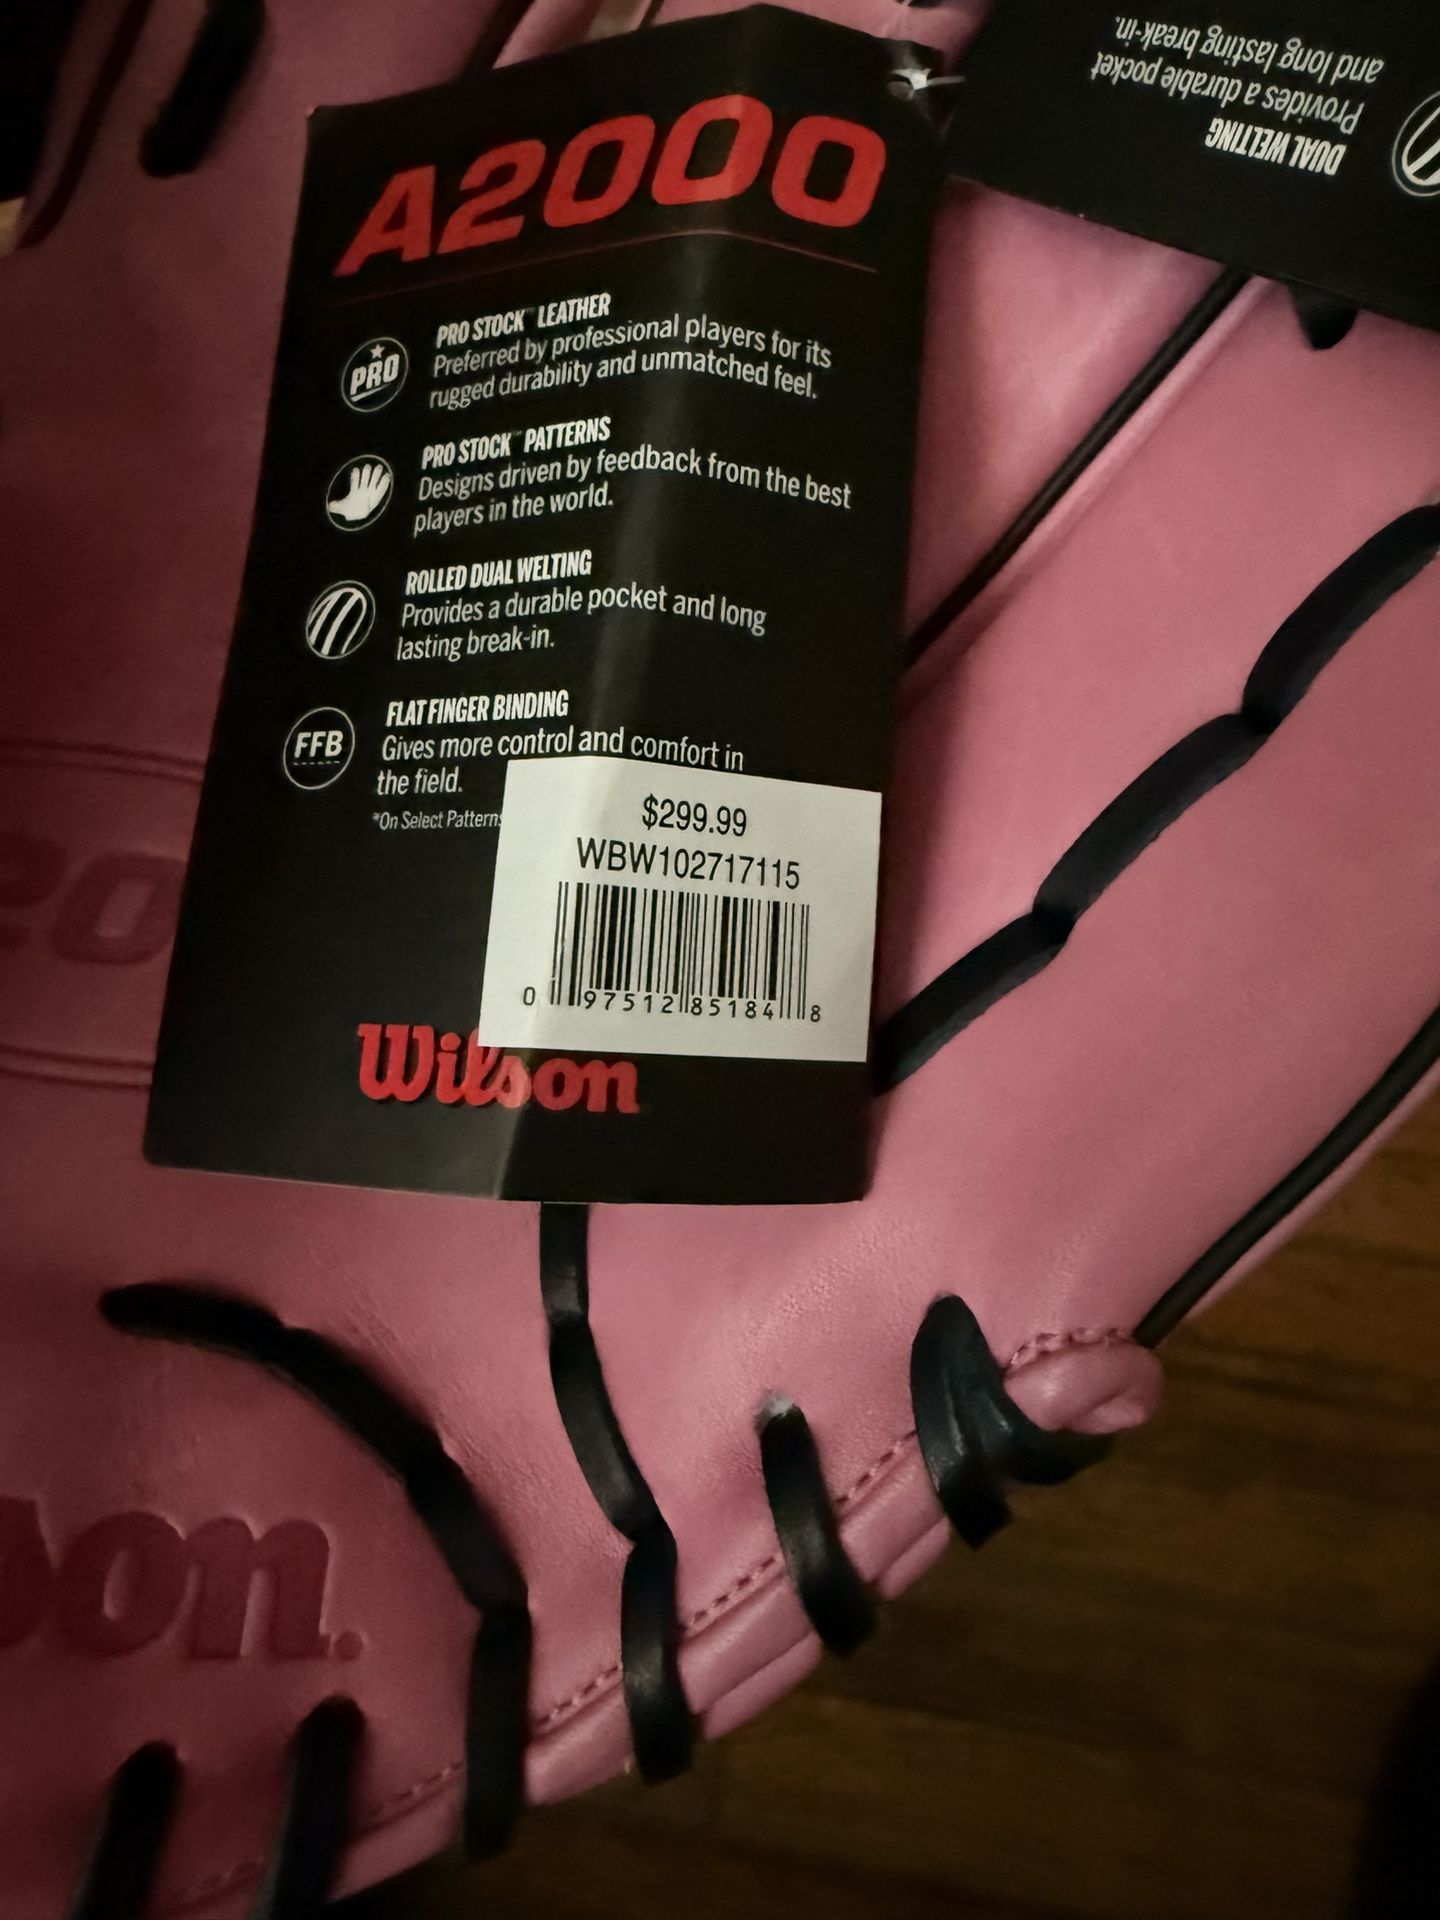 A2000
PRO
PRO STOCK™ LEATHER
Preferred by professional players for its
rugged durability and unmatched feel.
PRO STOCK™ PATTERNS
Designs driven by feedback from the best
players in the world.
ROLLED DUAL WELTING
Provides a durable pocket and long
lasting break-in.
FFB
FLAT FINGER BINDING
Gives more control and comfort in
the field.
*On Select Patterns
$299.99
WBW102717115
0 97512 85184 8
Wilson
DUAL WELTING
Provides a durable pocket
and long lasting break-in.
son.